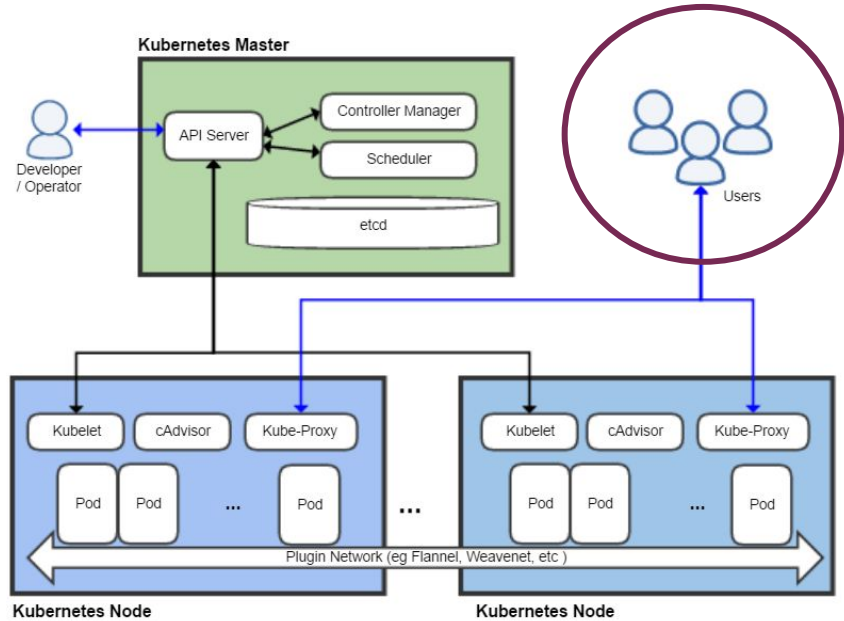 Kubernetes Master
API Server
Controller Manager
Scheduler
etcd
Developer
/ Operator
Users
Kubelet
cAdvisor
Kube-Proxy
Pod
Pod
...
Pod
...
Kubelet
cAdvisor
Kube-Proxy
Pod
Pod
...
Pod
Plugin Network (eg Flannel, Weavenet, etc )
Kubernetes Node
Kubernetes Node